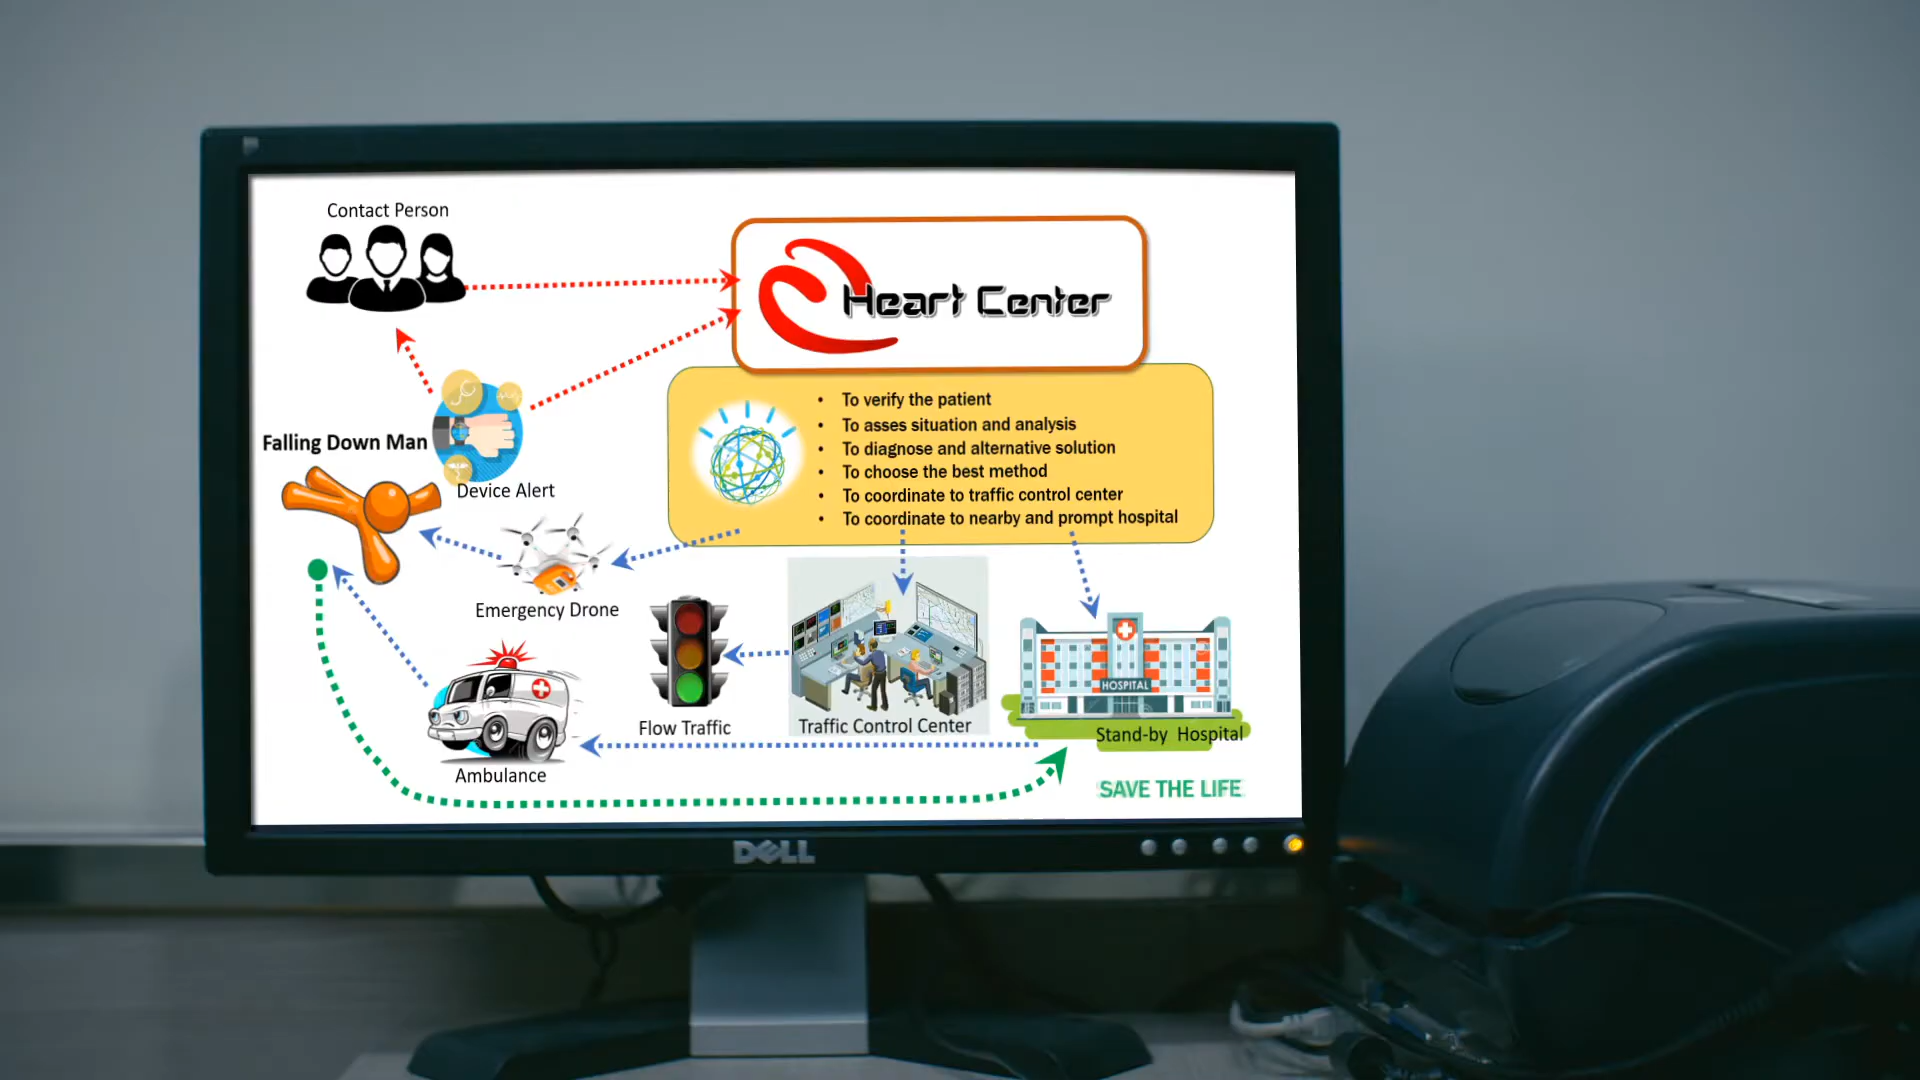 Contact Person
Heart Center
• To verify the patient
• To asses situation and analysis
• To diagnose and alternative solution
• To choose the best method
• To coordinate to traffic control center
• To coordinate to nearby and prompt hospital
Falling Down Man
Device Alert
Emergency Drone
HOSPITAL
Flow Traffic
Traffic Control Center
Stand-by Hospital
Ambulance
SAVE THE LIFE
DELL